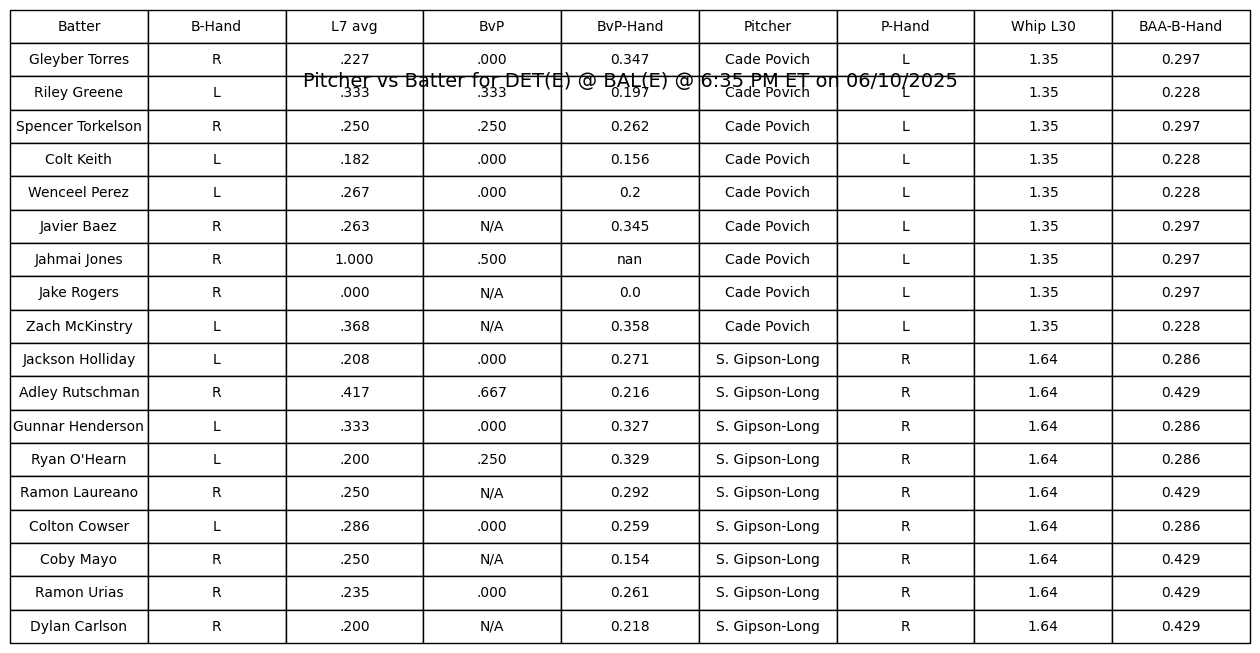 Batter B-Hand L7 avg BvP BvP-Hand Pitcher P-Hand Whip L30 BAA-B-Hand
Gleyber Torres R .227 .000 0.347 Cade Povich L 1.35 0.297
Pitcher vs Batter for DET(E) @ BAL(E) @ 6:35 PM ET on 06/10/2025
Riley Greene L .333 .333 0.197 Cade Povich L 1.35 0.228
Spencer Torkelson R .250 .250 0.262 Cade Povich L 1.35 0.297
Colt Keith L .182 .000 0.156 Cade Povich L 1.35 0.228
Wenceel Perez L .267 .000 0.2 Cade Povich L 1.35 0.228
Javier Baez R .263 N/A 0.345 Cade Povich L 1.35 0.297
Jahmai Jones R 1.000 .500 nan Cade Povich L 1.35 0.297
Jake Rogers R .000 N/A 0.0 Cade Povich L 1.35 0.297
Zach McKinstry L .368 N/A 0.358 Cade Povich L 1.35 0.228
Jackson Holliday L .208 .000 0.271 S. Gipson-Long R 1.64 0.286
Adley Rutschman R .417 .667 0.216 S. Gipson-Long R 1.64 0.429
Gunnar Henderson L .333 .000 0.327 S. Gipson-Long R 1.64 0.286
Ryan O'Hearn L .200 .250 0.329 S. Gipson-Long R 1.64 0.286
Ramon Laureano R .250 N/A 0.292 S. Gipson-Long R 1.64 0.429
Colton Cowser L .286 .000 0.259 S. Gipson-Long R 1.64 0.286
Coby Mayo R .250 N/A 0.154 S. Gipson-Long R 1.64 0.429
Ramon Urias R .235 .000 0.261 S. Gipson-Long R 1.64 0.429
Dylan Carlson R .200 N/A 0.218 S. Gipson-Long R 1.64 0.429